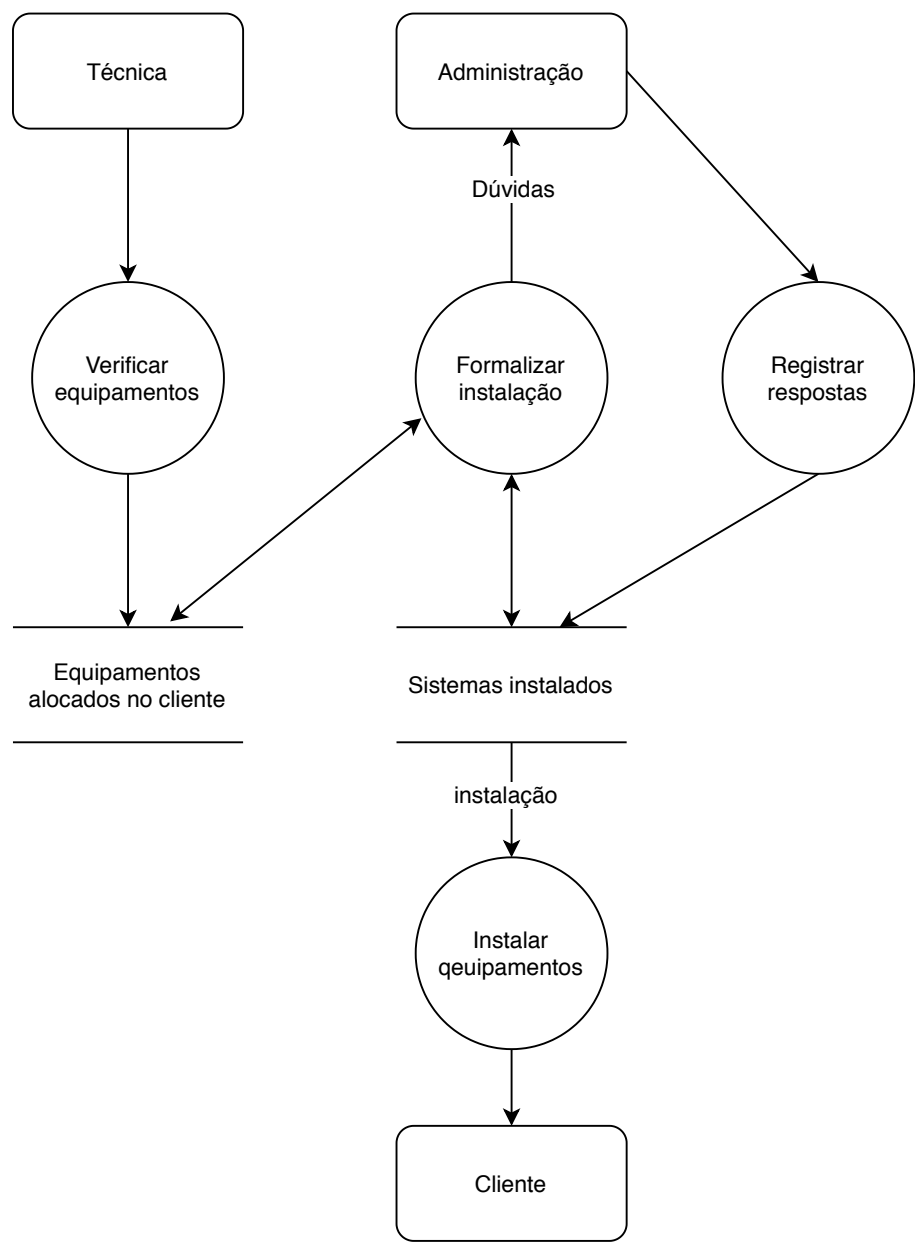 Técnica
Administração
Dúvidas
Verificar
equipamentos
Formalizar
instalação
Registrar
respostas
Equipamentos
alocados no cliente
Sistemas instalados
instalação
Instalar
qeuipamentos
Cliente